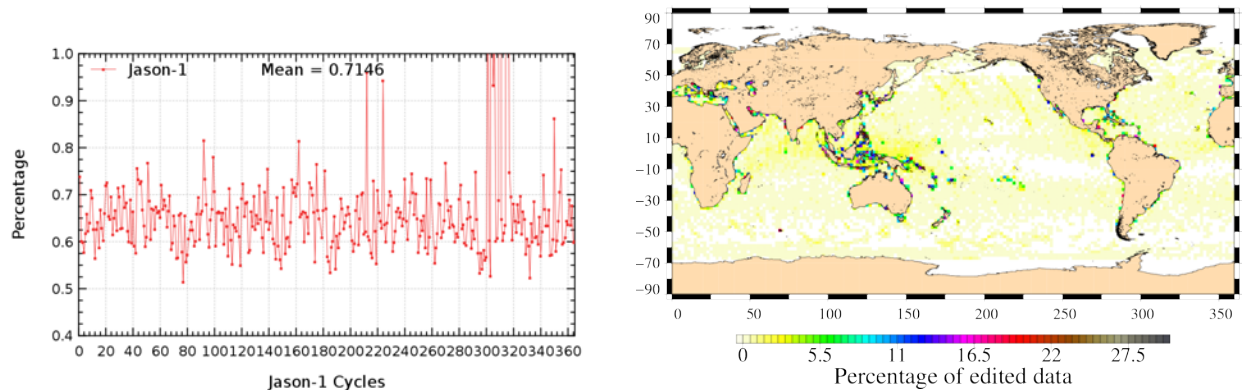 Jason-1 Mean = 0.7146
1.0
0.9
0.8
0.7
0.6
0.5
0.4
Percentage
0 20 40 60 80 100 120 140 160 180 200 220 240 260 280 300 320 340 360
Jason-1 Cycles
90
70
50
30
10
−10
−30
−50
−70
−90
0 50 100 150 200 250 300 350
0 5.5 11 16.5 22 27.5
Percentage of edited data